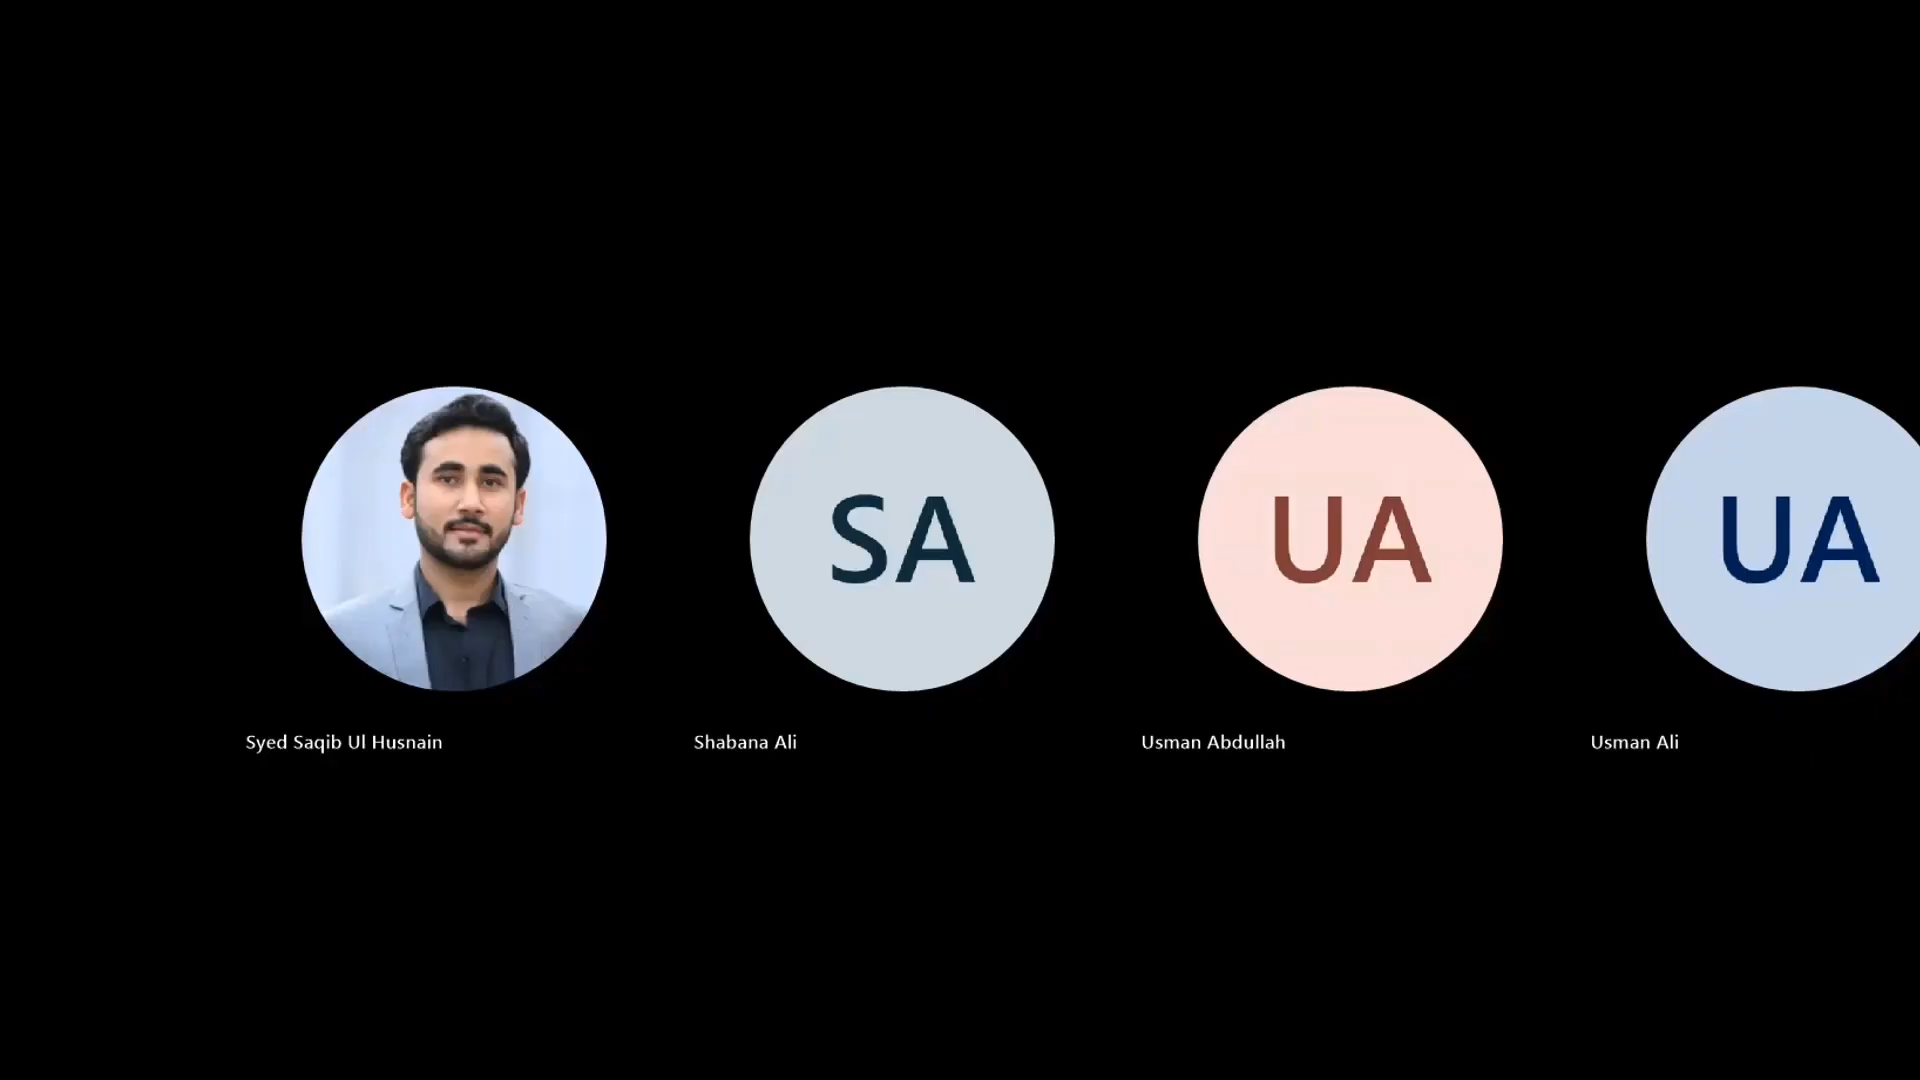 SA
UA
UA
Syed Saqib Ul Husnain
Shabana Ali
Usman Abdullah
Usman Ali